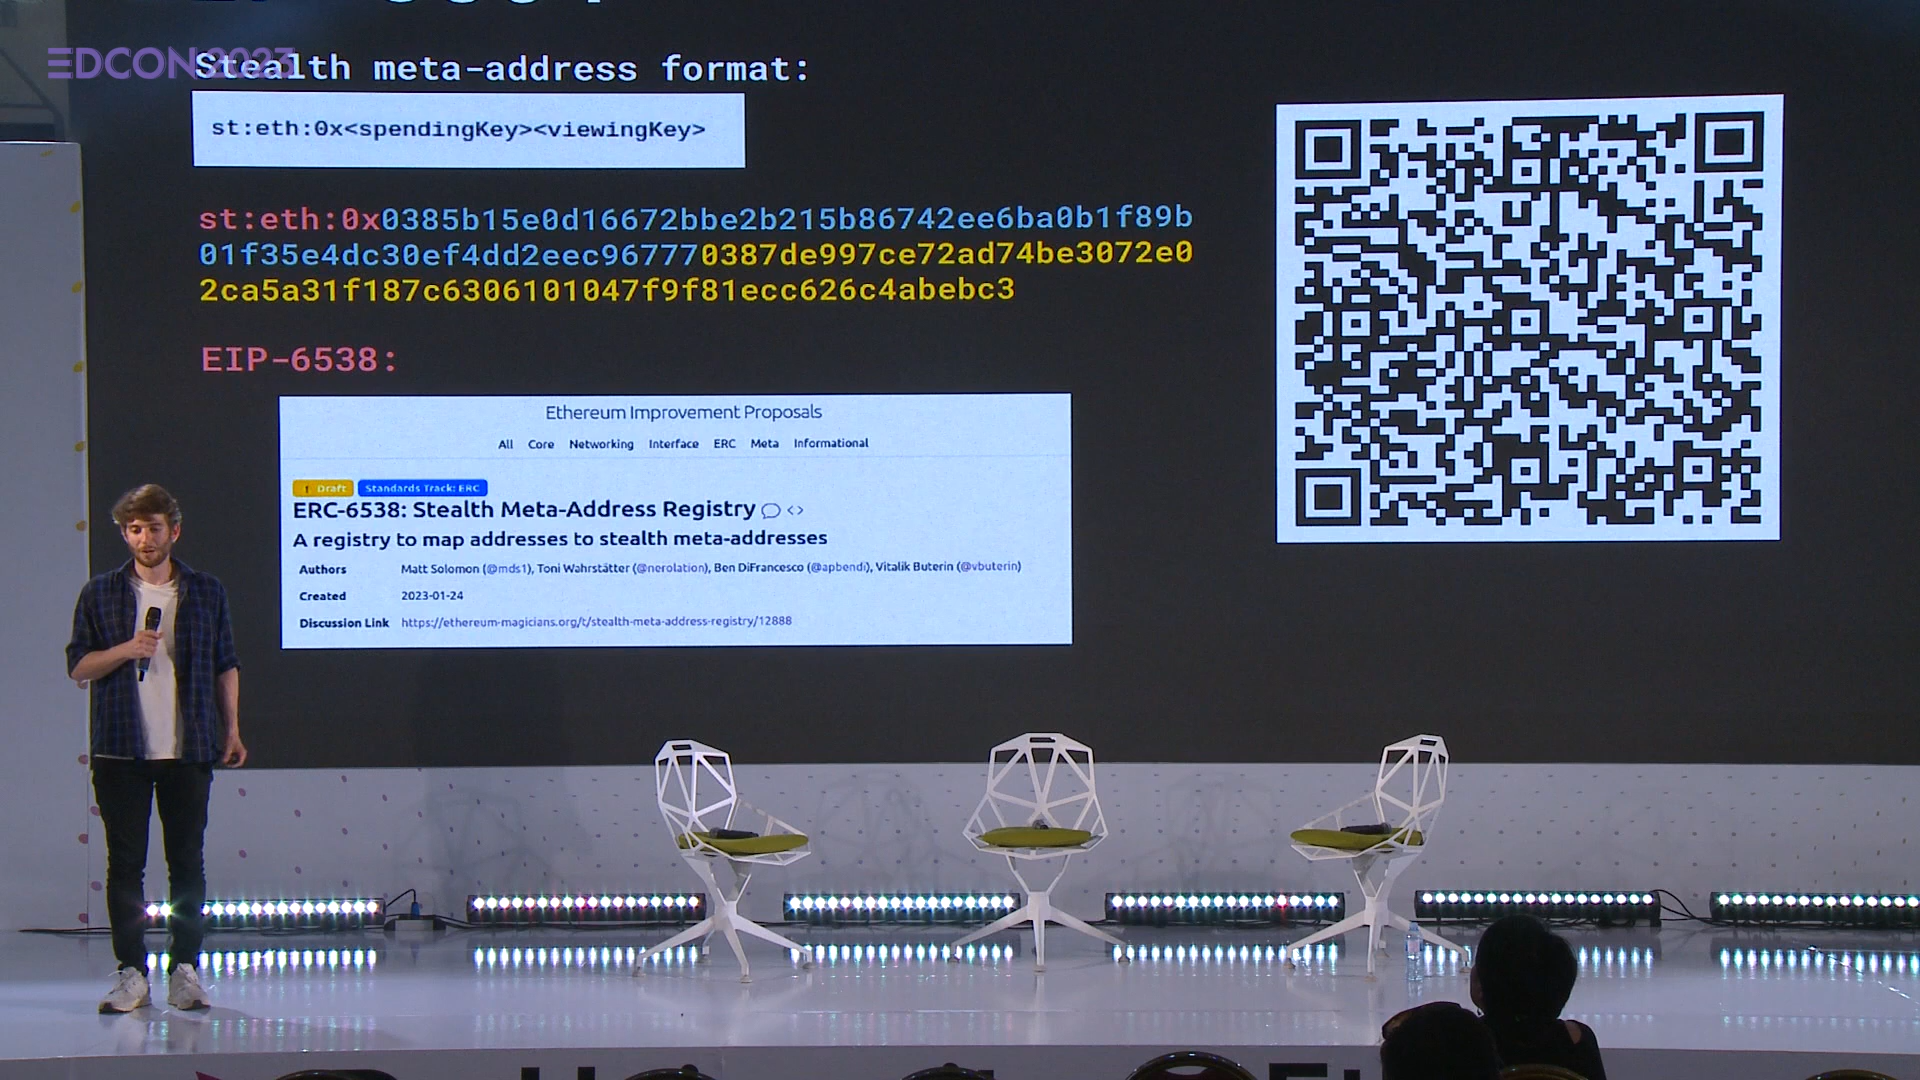 EDCON 2023
Stealth meta-address format:
st:eth:0x<spendingKey><viewingKey>
st:eth:0x0385b15e0d16672bbe2b215b86742ee6ba0b1f89b
01f35e4dc30ef4dd2eec967770387de997ce72ad74be3072e0
2ca5a31f187c6306101047f9f81ecc626c4abebc3
EIP-6538:
Ethereum Improvement Proposals
All Core Networking Interface ERC Meta Informational
Draft Standards Track: ERC
ERC-6538: Stealth Meta-Address Registry
A registry to map addresses to stealth meta-addresses
Authors Matt Solomon (@mds1), Toni Wahrstätter (@nerolation), Ben DiFrancesco (@apbendi), Vitalik Buterin (@vbuterin)
Created 2023-01-24
Discussion Link https://ethereum-magicians.org/t/stealth-meta-address-registry/12888